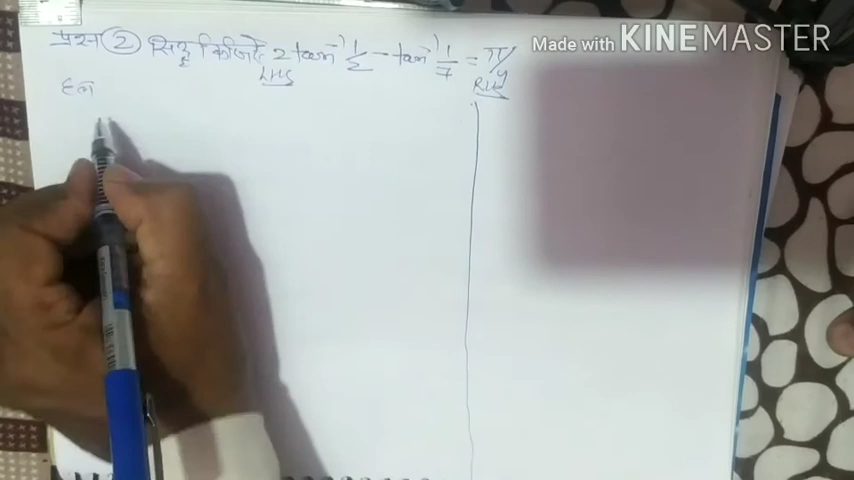 Made with KINEMASTER
प्रश्न 2 सिद्ध किजिए 2 tan⁻¹ 1/2 − tan⁻¹ 1/7 = π/4
LHS RHS
हल